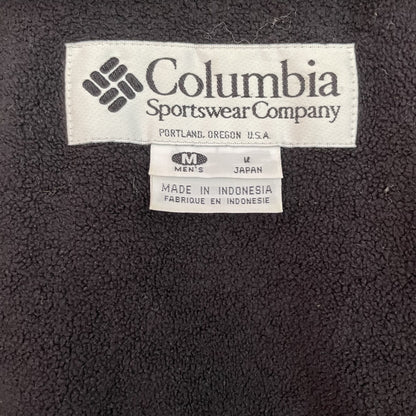 Columbia
Sportswear Company
PORTLAND, OREGON U.S.A.
M
MEN'S
JAPAN
MADE IN INDONESIA
FABRIQUE EN INDONESIE